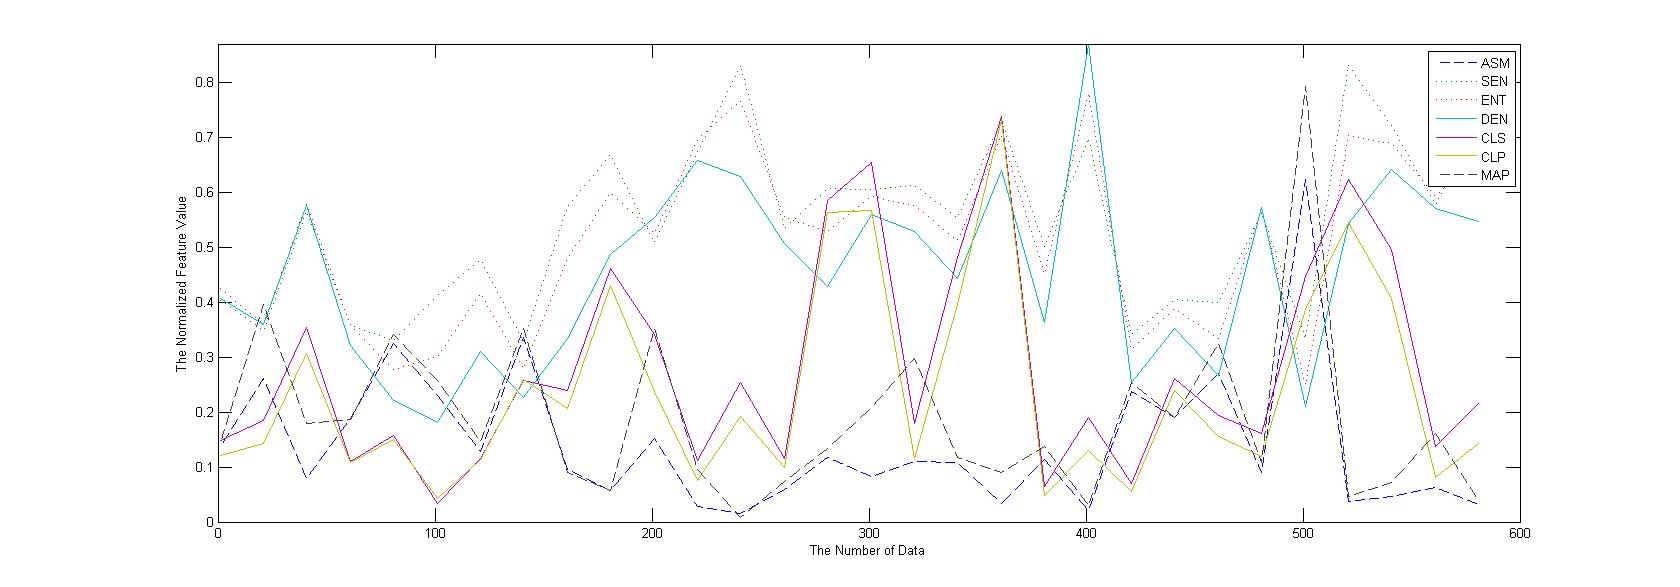 The Normalized Feature Value
0.8
0.7
0.6
0.5
0.4
0.3
0.2
0.1
0
0
100
200
300
400
500
600
The Number of Data
ASM
SEN
ENT
DEN
CLS
CLP
MAP